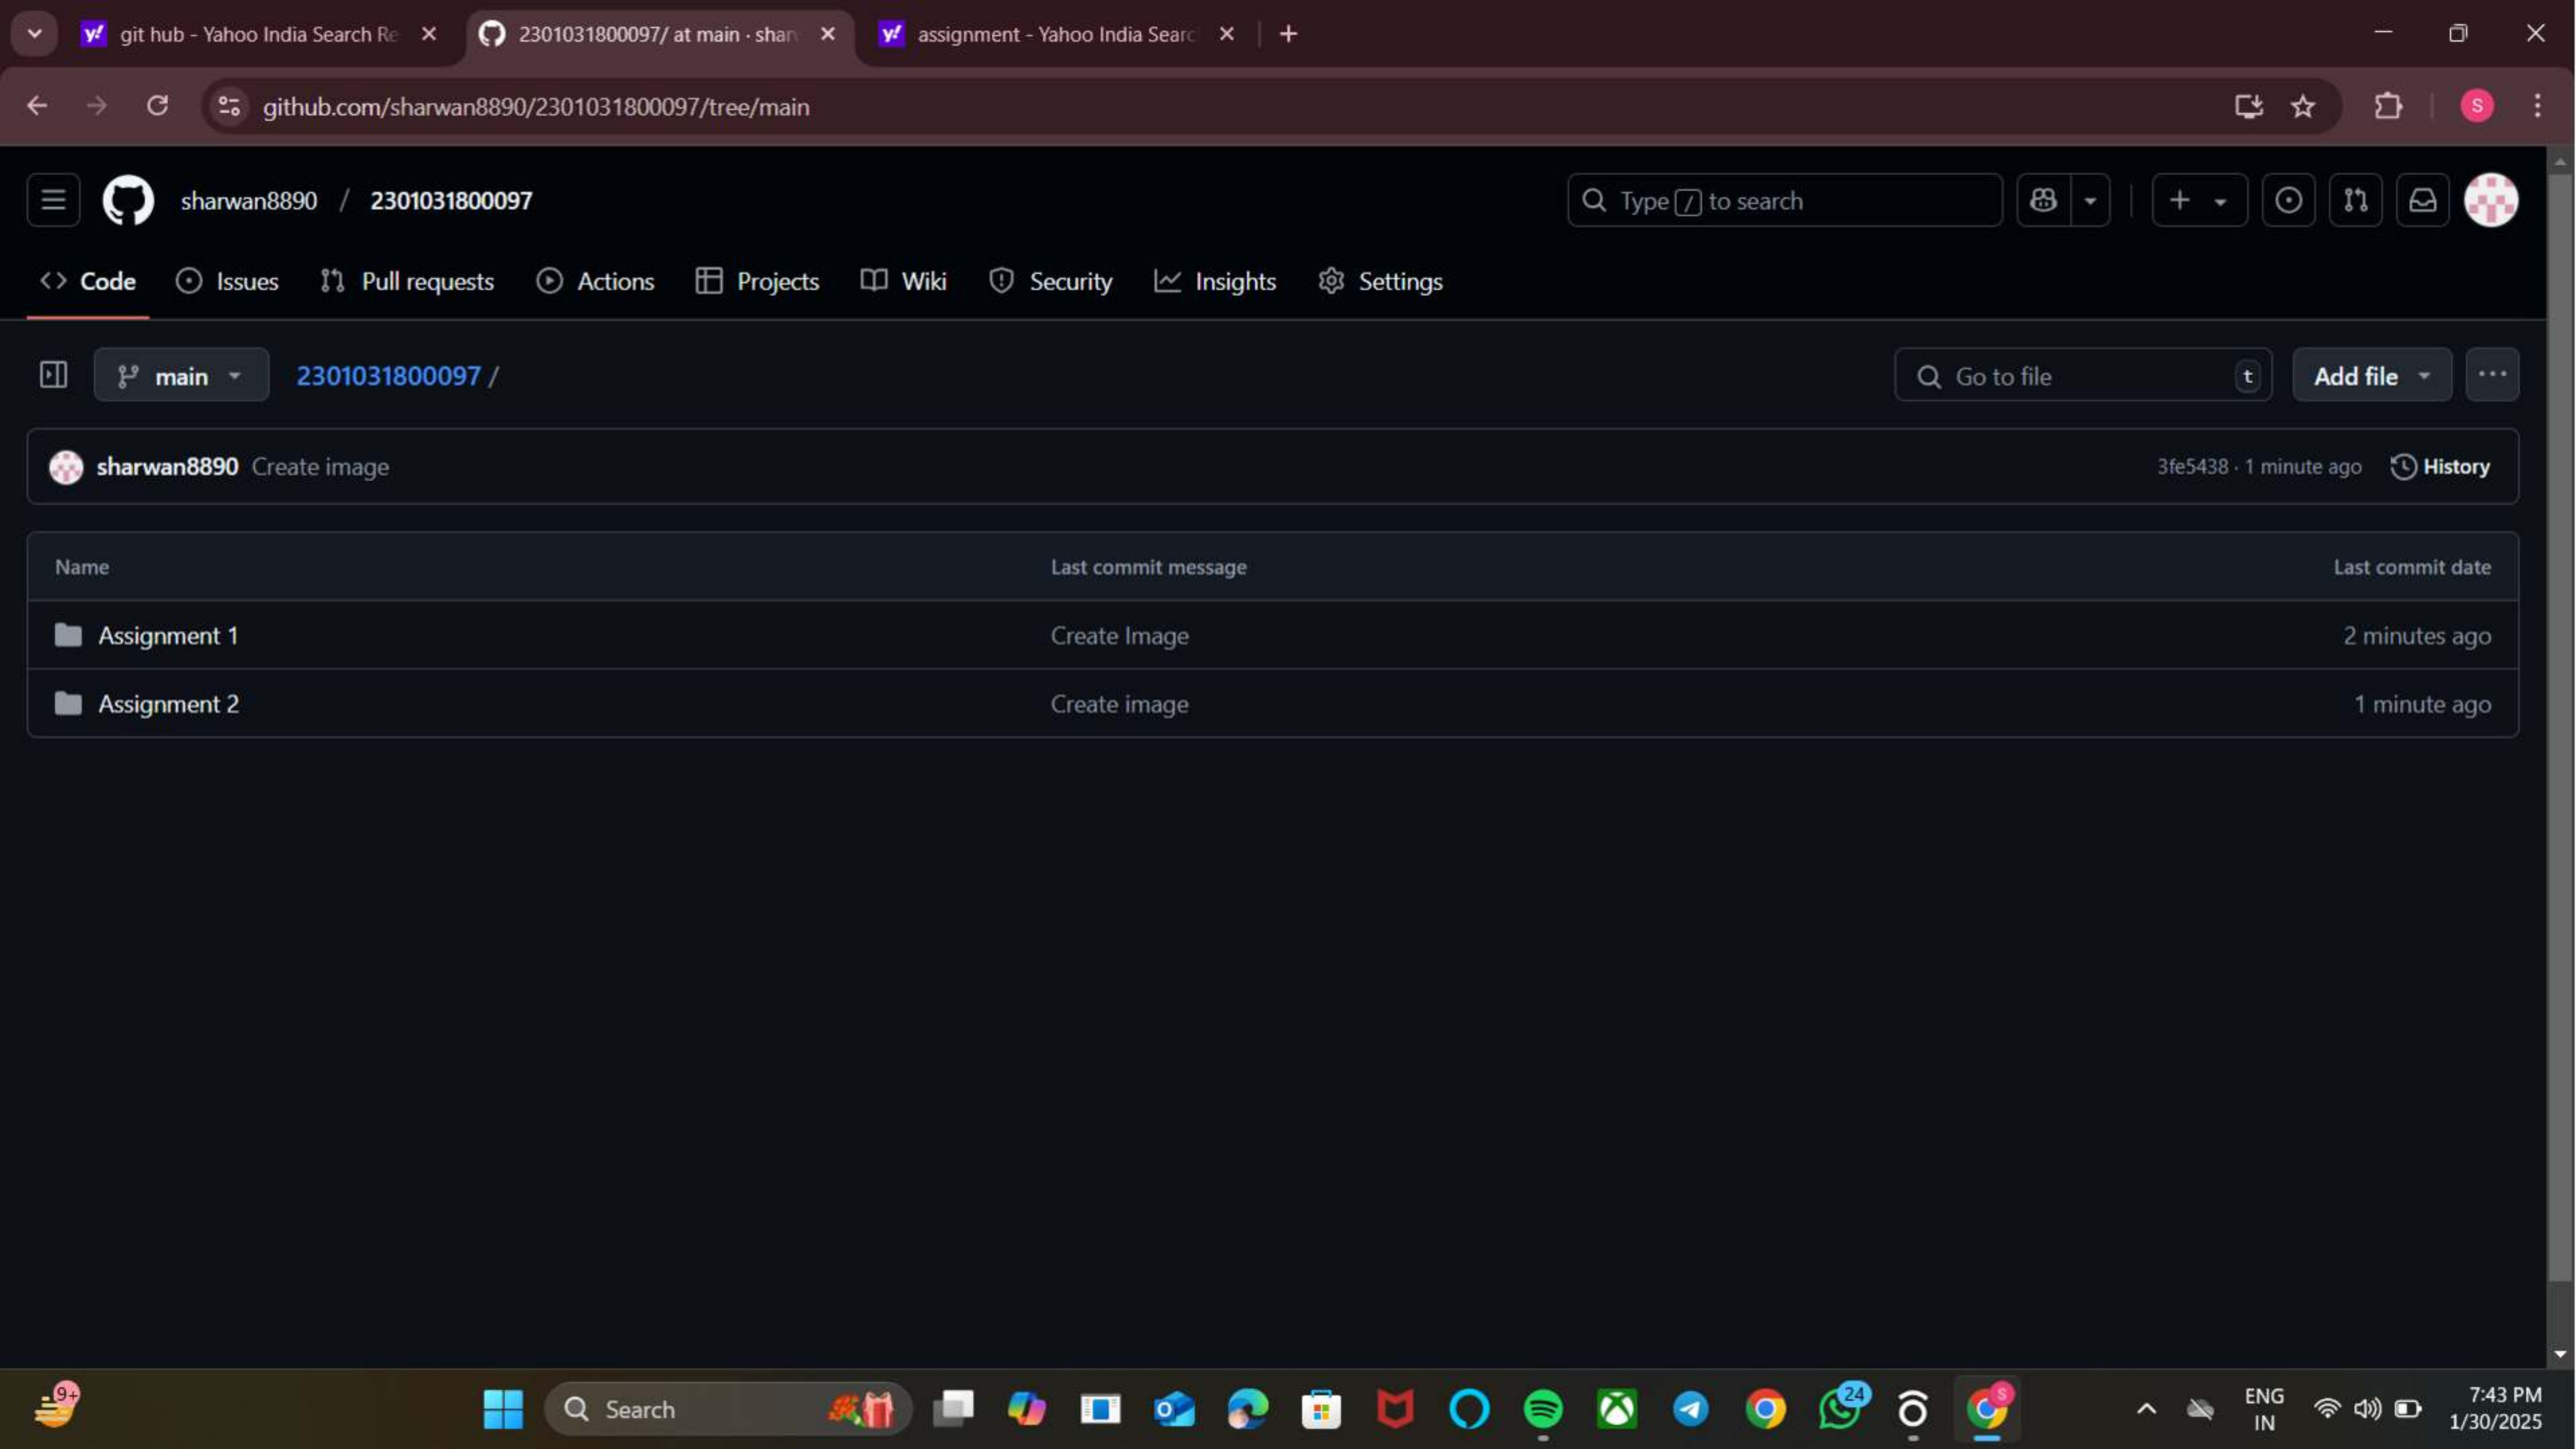 git hub - Yahoo India Search Re
2301031800097/ at main · shar
assignment - Yahoo India Searc
github.com/sharwan8890/2301031800097/tree/main
S
sharwan8890 / 2301031800097
Type / to search
Code Issues Pull requests Actions Projects Wiki Security Insights Settings
main 2301031800097 /
Go to file t
Add file
sharwan8890 Create image
3fe5438 · 1 minute ago History
Name Last commit message Last commit date
Assignment 1 Create Image 2 minutes ago
Assignment 2 Create image 1 minute ago
9+
Search
24
S
ENG
IN
7:43 PM
1/30/2025